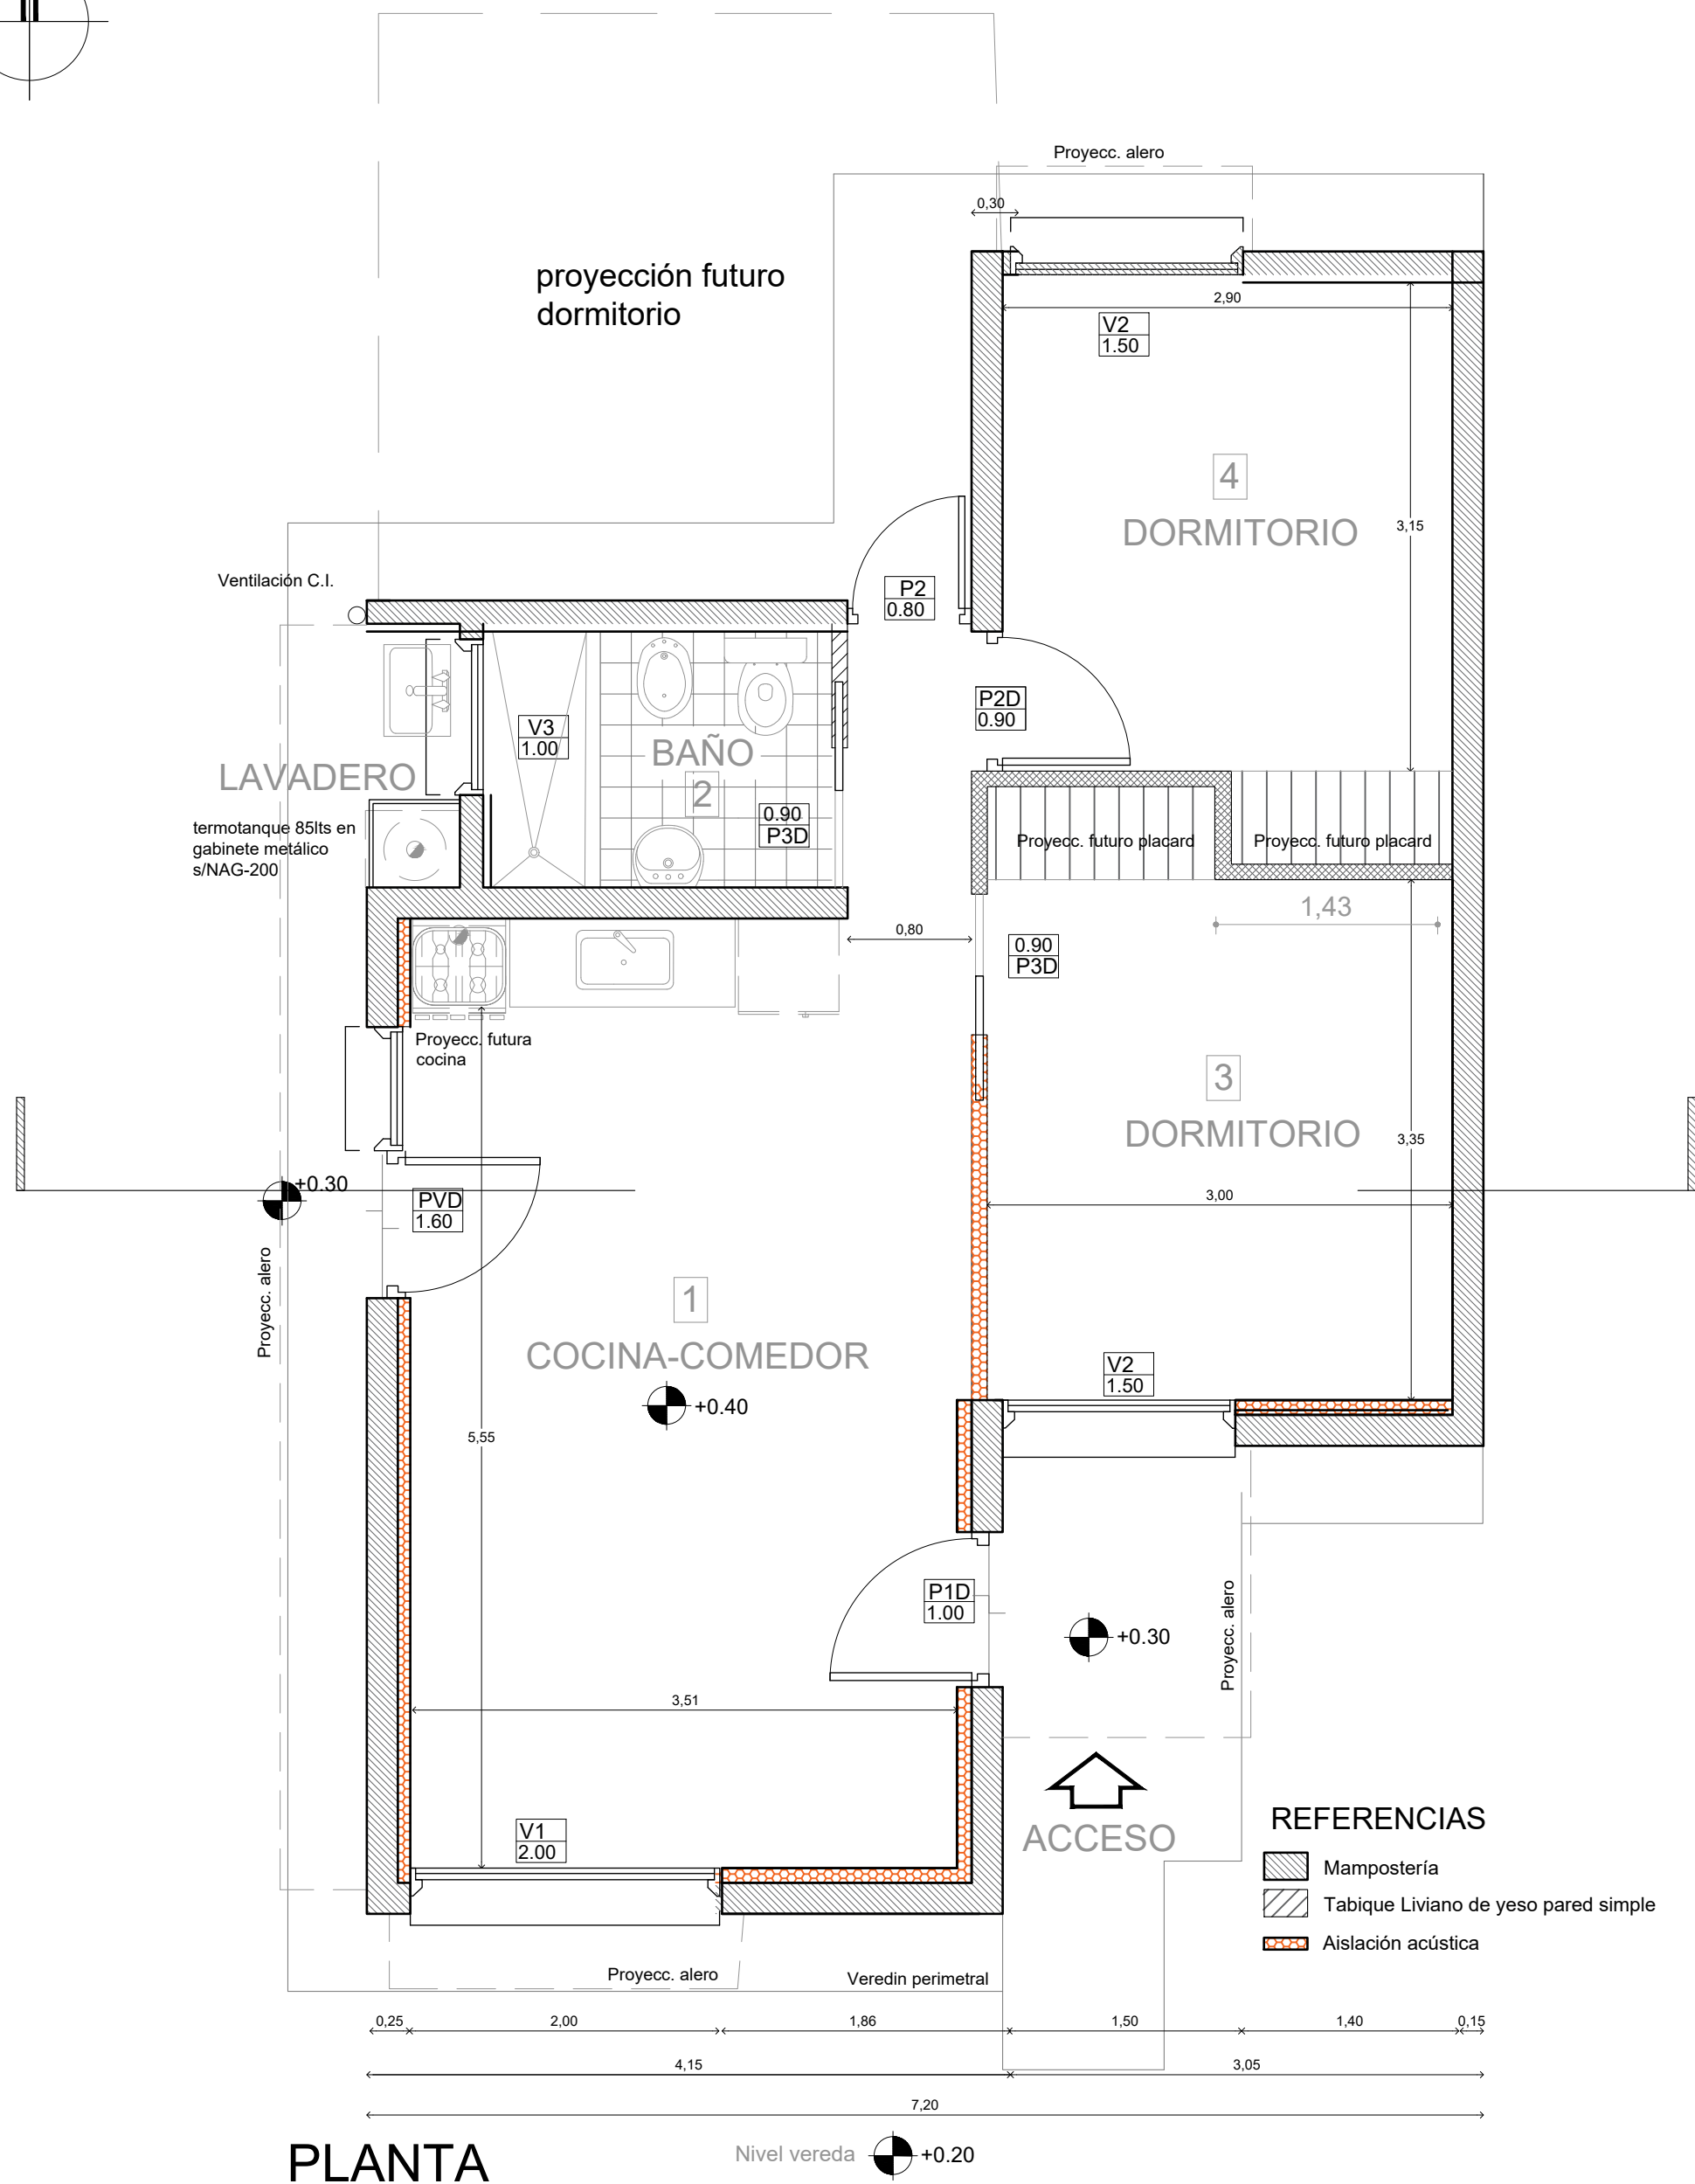 Proyecc. alero
0,30
proyección futuro
dormitorio
2,90
V2
1.50
4
DORMITORIO
3,15
Ventilación C.I.
P2
0.80
P2D
0.90
V3
1.00
BAÑO
2
LAVADERO
0.90
P3D
termotanque 85lts en
gabinete metálico
s/NAG-200
Proyecc. futuro placard
Proyecc. futuro placard
1,43
0,80
0.90
P3D
Proyecc. futura
cocina
3
DORMITORIO
3,35
+0.30
PVD
1.60
3,00
Proyecc. alero
1
COCINA-COMEDOR
V2
1.50
+0.40
5,55
P1D
1.00
+0.30
Proyecc. alero
3,51
ACCESO
V1
2.00
REFERENCIAS
Mampostería
Tabique Liviano de yeso pared simple
Aislación acústica
Proyecc. alero
Veredin perimetral
0,25
2,00
1,86
1,50
1,40
0,15
4,15
3,05
7,20
PLANTA
Nivel vereda
+0.20